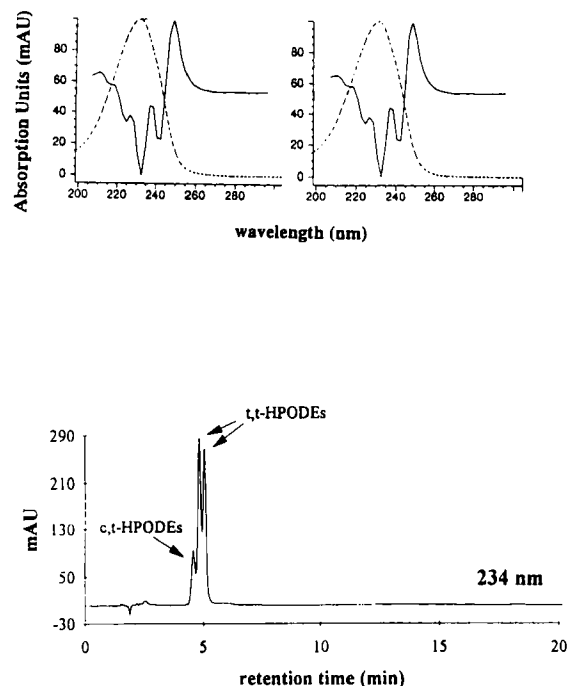 Absorption Units (mAU)
100
80
60
40
20
0
200 220 240 260 280
100
80
60
40
20
0
200 220 240 260 280
wavelength (nm)
t,t-HPODEs
c,t-HPODEs
mAU
290
210
130
50
-30
234 nm
0 5 10 15 20
retention time (min)